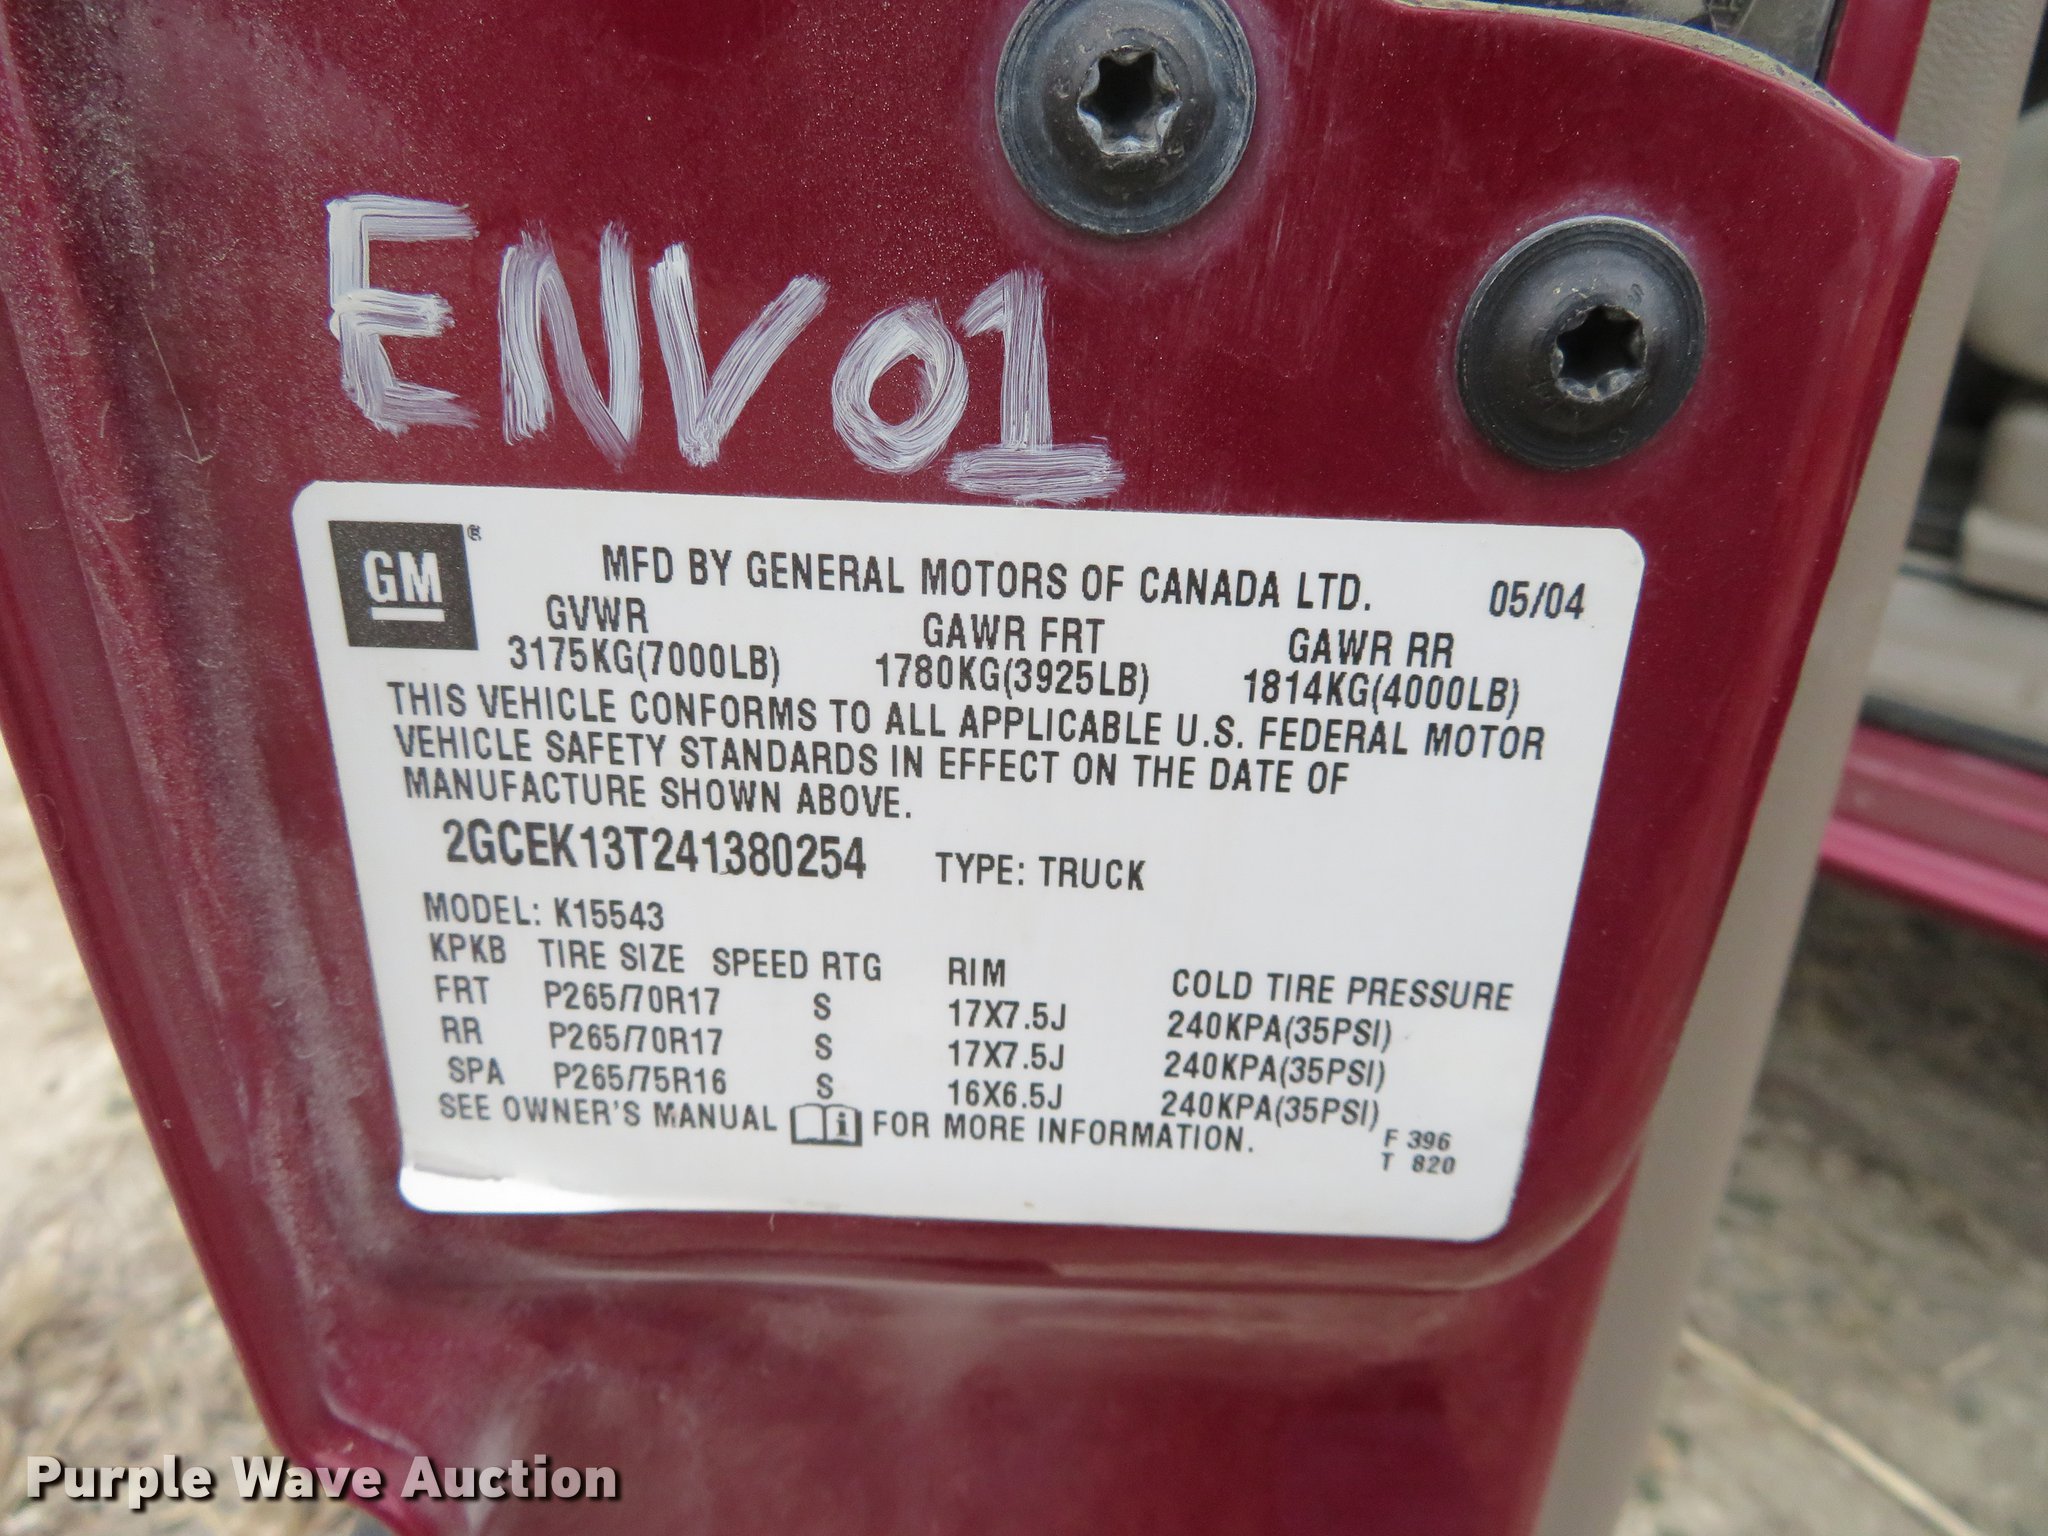 ENV01
GM®
MFD BY GENERAL MOTORS OF CANADA LTD. 05/04
GVWR GAWR FRT GAWR RR
3175KG(7000LB) 1780KG(3925LB) 1814KG(4000LB)
THIS VEHICLE CONFORMS TO ALL APPLICABLE U.S. FEDERAL MOTOR
VEHICLE SAFETY STANDARDS IN EFFECT ON THE DATE OF
MANUFACTURE SHOWN ABOVE.
2GCEK13T241380254 TYPE: TRUCK
MODEL: K15543
KPKB TIRE SIZE SPEED RTG RIM COLD TIRE PRESSURE
FRT P265/70R17 S 17X7.5J 240KPA(35PSI)
RR P265/70R17 S 17X7.5J 240KPA(35PSI)
SPA P265/75R16 S 16X6.5J 240KPA(35PSI)
SEE OWNER'S MANUAL i FOR MORE INFORMATION.
F 396
T 820
Purple Wave Auction